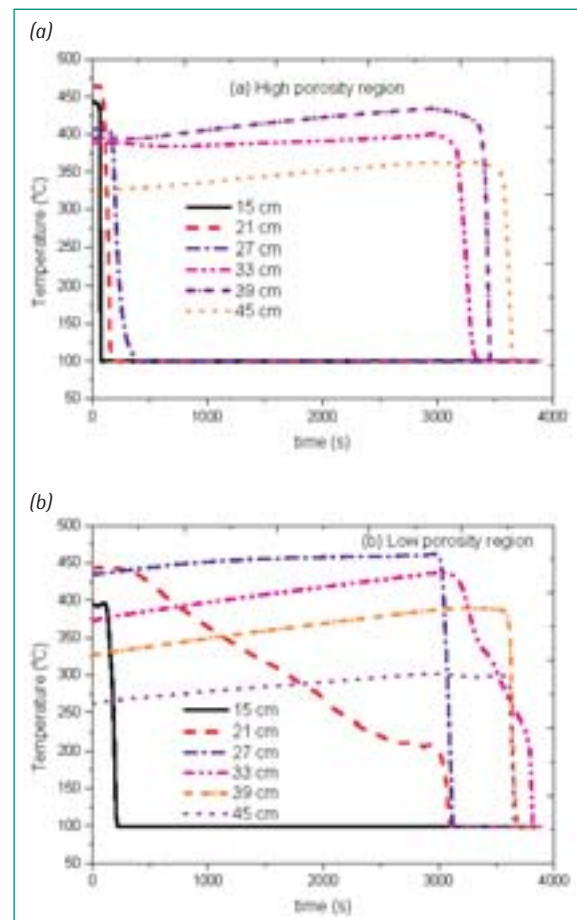 (a)
500
450
400
350
300
250
200
150
100
50
Temperature (°C)
(a) High porosity region
15 cm
21 cm
27 cm
33 cm
39 cm
45 cm
0 1000 2000 3000 4000
time (s)
(b)
500
450
400
350
300
250
200
150
100
50
Temperature (°C)
(b) Low porosity region
15 cm
21 cm
27 cm
33 cm
39 cm
45 cm
0 1000 2000 3000 4000
time (s)